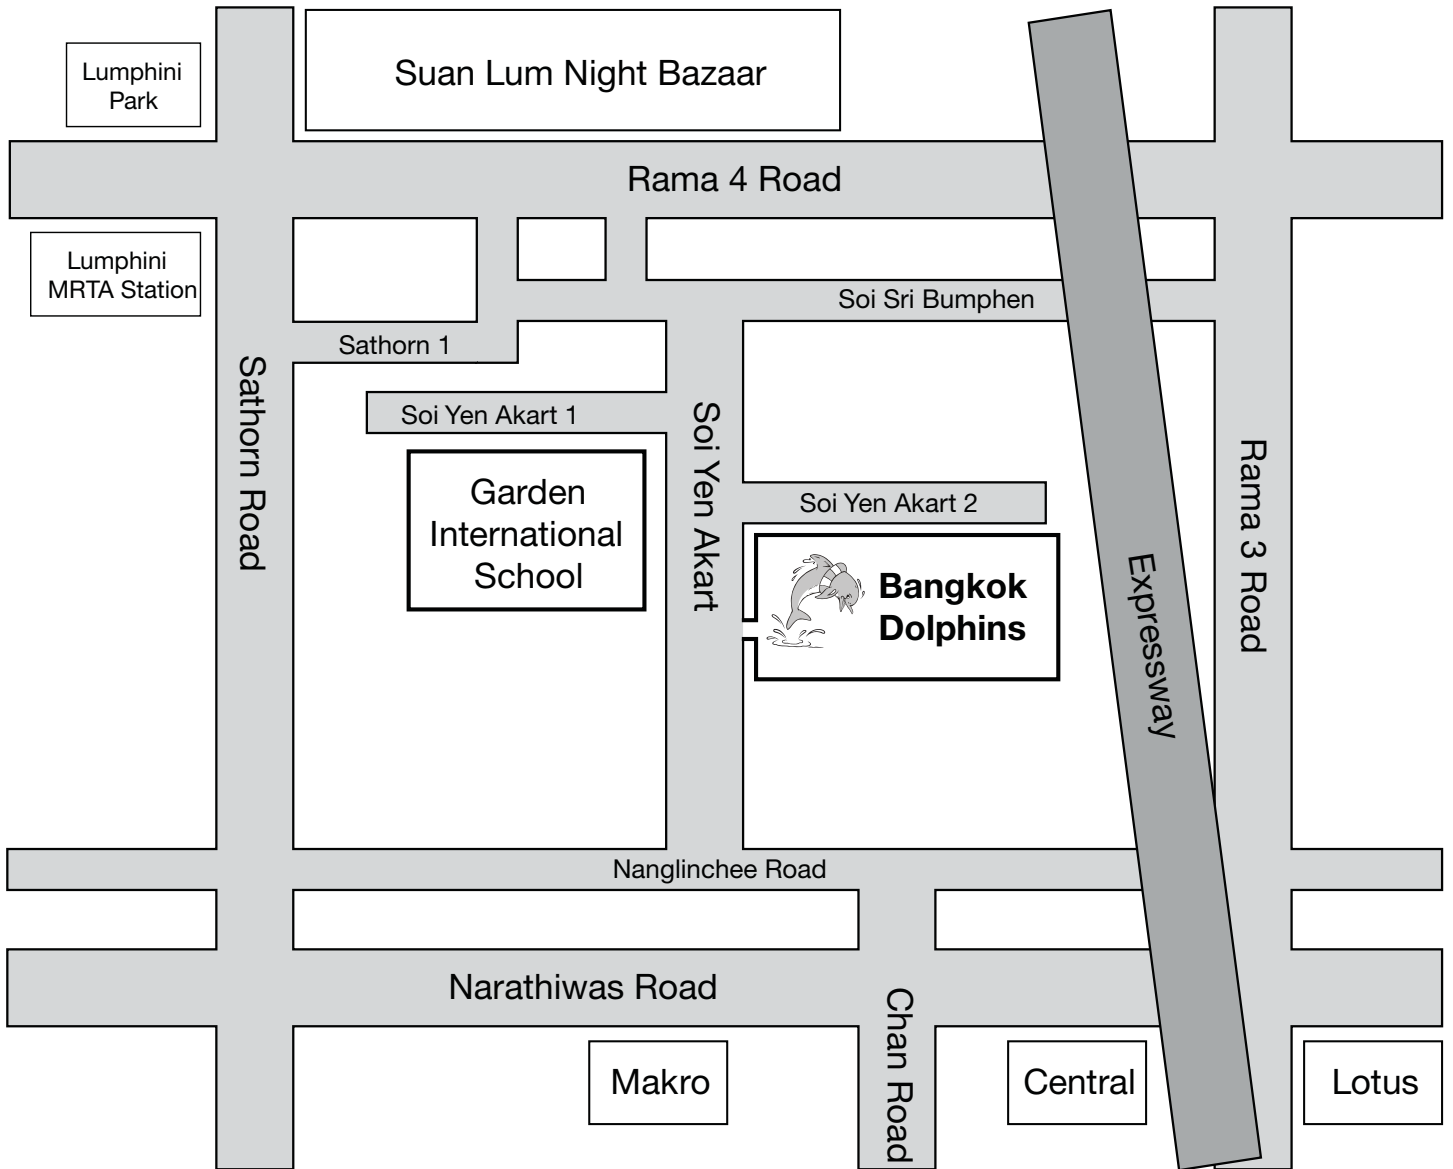 Lumphini
Park
Suan Lum Night Bazaar
Rama 4 Road
Lumphini
MRTA Station
Soi Sri Bumphen
Sathorn 1
Sathorn Road
Soi Yen Akart 1
Soi Yen Akart
Garden
International
School
Soi Yen Akart 2
Bangkok
Dolphins
Expressway
Rama 3 Road
Nanglinchee Road
Narathiwas Road
Chan Road
Makro
Central
Lotus